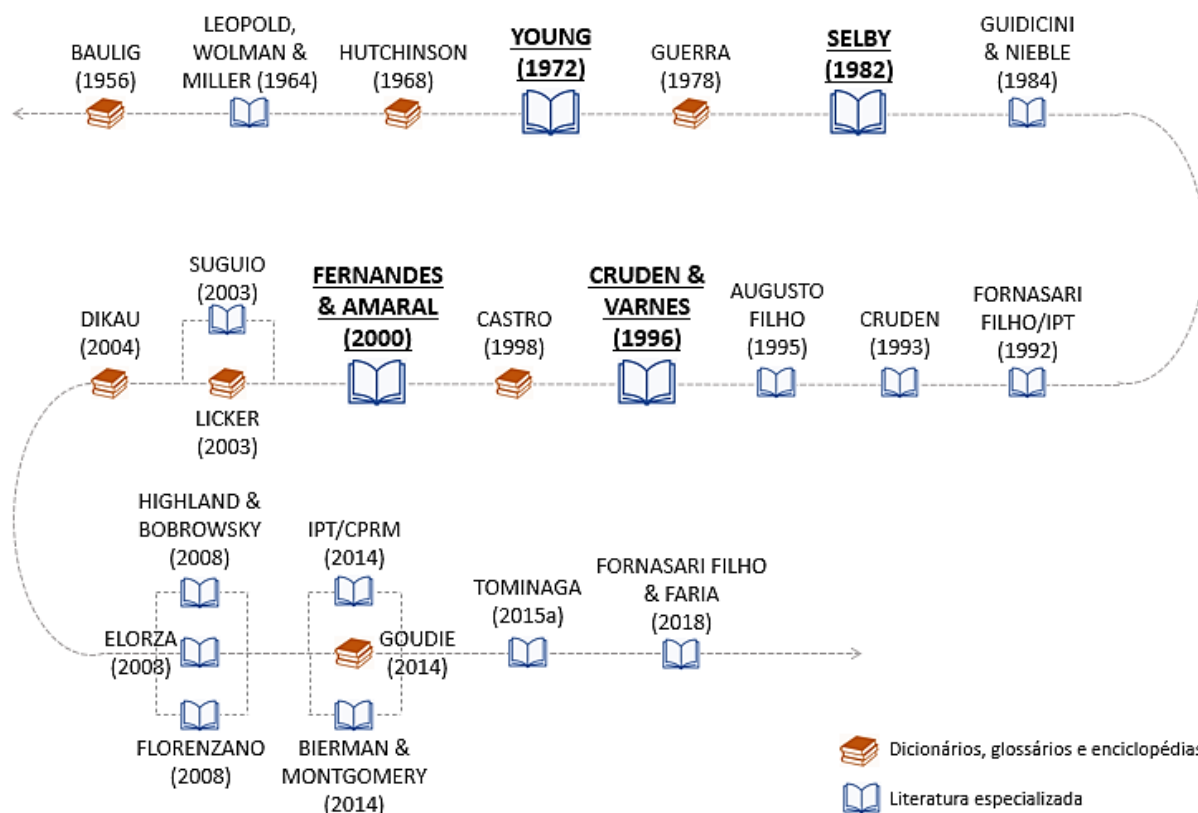 BAULIG
(1956)
LEOPOLD,
WOLMAN &
MILLER (1964)
HUTCHINSON
(1968)
YOUNG
(1972)
GUERRA
(1978)
SELBY
(1982)
GUIDICINI
& NIEBLE
(1984)
DIKAU
(2004)
SUGUIO
(2003)
LICKER
(2003)
FERNANDES
& AMARAL
(2000)
CASTRO
(1998)
CRUDEN &
VARNES
(1996)
AUGUSTO
FILHO
(1995)
CRUDEN
(1993)
FORNASARI
FILHO/IPT
(1992)
HIGHLAND &
BOBROWSKY
(2008)
ELORZA
(2008)
FLORENZANO
(2008)
IPT/CPRM
(2014)
GOUDIE
(2014)
BIERMAN &
MONTGOMERY
(2014)
TOMINAGA
(2015a)
FORNASARI FILHO
& FARIA
(2018)
Dicionários, glossários e enciclopédias
Literatura especializada